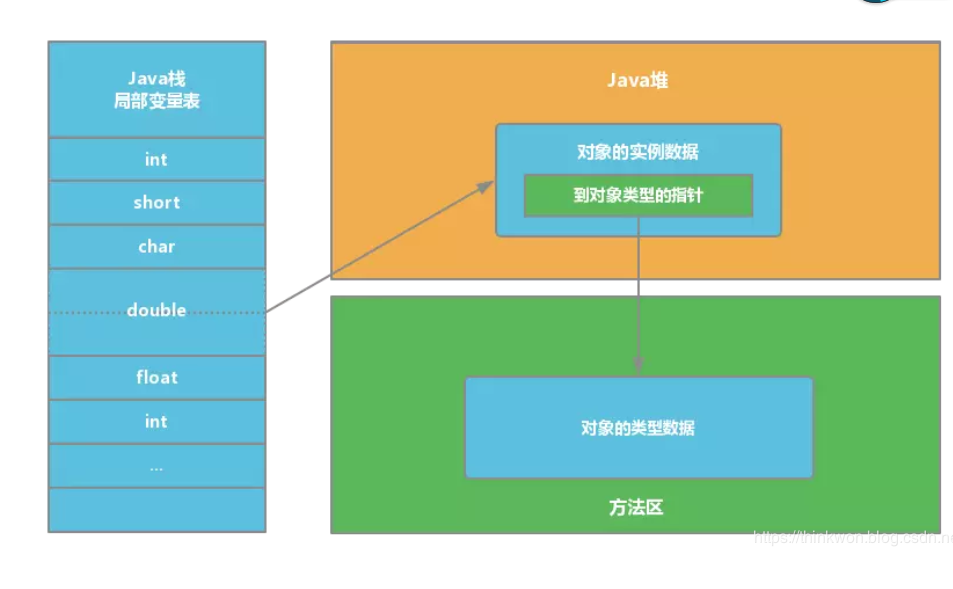 Java栈
局部变量表
int
short
char
double
float
int
...
Java堆
对象的实例数据
到对象类型的指针
对象的类型数据
方法区
https://thinkwon.blog.csdn.ne